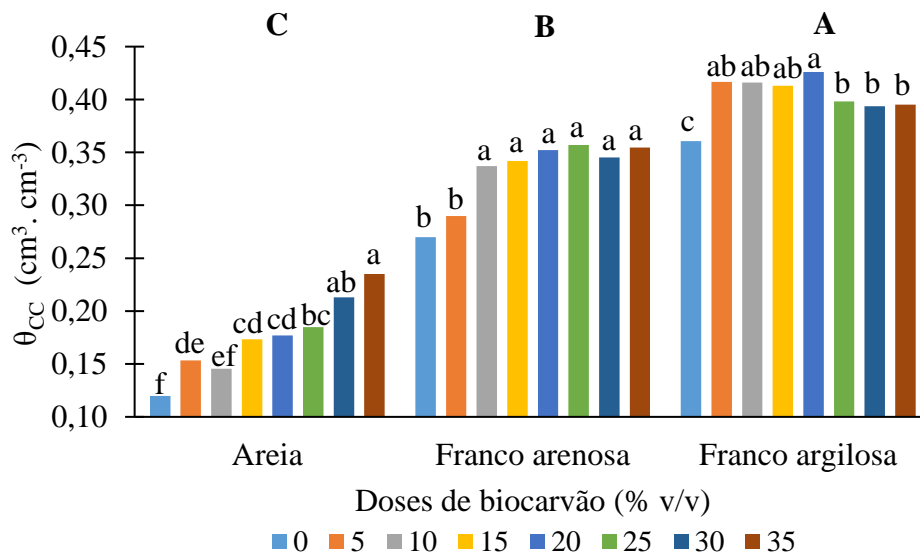 C B A
θCC (cm³. cm⁻³)
0,45
0,40
0,35
0,30
0,25
0,20
0,15
0,10
f de ef cd cd bc ab a
b b a a a a a a
c ab ab ab a b b b
Areia Franco arenosa Franco argilosa
Doses de biocarvão (% v/v)
0 5 10 15 20 25 30 35